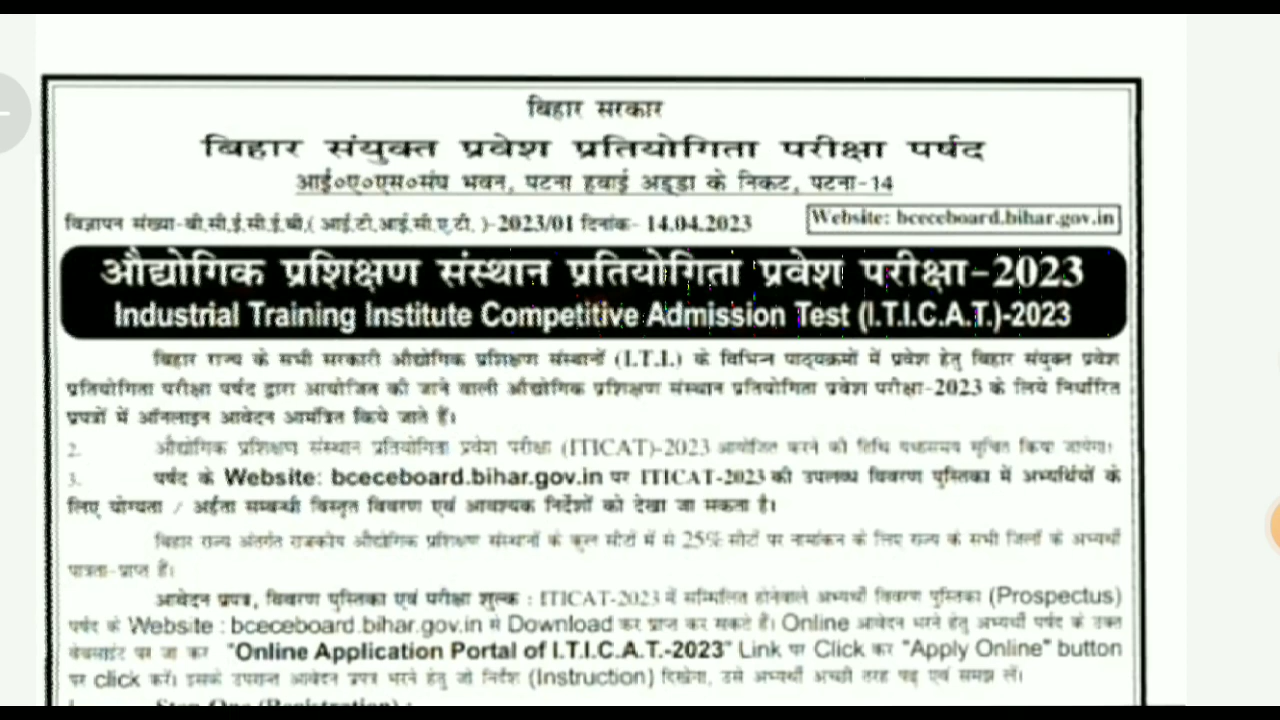 बिहार सरकार
बिहार संयुक्त प्रवेश प्रतियोगिता परीक्षा पर्षद
आई०ए०एस०संघ भवन, पटना हवाई अड्डा के निकट, पटना-14
विज्ञापन संख्या-बी.सी.ई.सी.ई.बी.( आई.टी.आई.सी.ए.टी. )-2023/01 दिनांक- 14.04.2023
Website: bceceboard.bihar.gov.in
औद्योगिक प्रशिक्षण संस्थान प्रतियोगिता प्रवेश परीक्षा-2023
Industrial Training Institute Competitive Admission Test (I.T.I.C.A.T.)-2023
बिहार राज्य के सभी सरकारी औद्योगिक प्रशिक्षण संस्थानों (I.T.I.) के विभिन्न पाठ्यक्रमों में प्रवेश हेतु बिहार संयुक्त प्रवेश
प्रतियोगिता परीक्षा पर्षद द्वारा आयोजित की जाने वाली औद्योगिक प्रशिक्षण संस्थान प्रतियोगिता प्रवेश परीक्षा-2023 के लिये निर्धारित
प्रपत्रों में ऑनलाइन आवेदन आमंत्रित किये जाते हैं।
2. औद्योगिक प्रशिक्षण संस्थान प्रतियोगिता प्रवेश परीक्षा (ITICAT)-2023 आयोजित करने की तिथि यथासमय सूचित किया जायेगा।
3. पर्षद के Website: bceceboard.bihar.gov.in पर ITICAT-2023 की उपलब्ध विवरण पुस्तिका में अभ्यर्थियों के
लिए योग्यता / अर्हता सम्बन्धी विस्तृत विवरण एवं आवश्यक निर्देशों को देखा जा सकता है।
बिहार राज्य अंतर्गत राजकीय औद्योगिक प्रशिक्षण संस्थानों के कुल सीटों में से 25% सीटों पर नामांकन के लिए राज्य के सभी जिलों के अभ्यर्थी
पात्रता-प्राप्त हैं।
आवेदन प्रपत्र, विवरण पुस्तिका एवं परीक्षा शुल्क : ITICAT-2023 में सम्मिलित होनेवाले अभ्यर्थी विवरण पुस्तिका (Prospectus)
पर्षद के Website : bceceboard.bihar.gov.in से Download कर प्राप्त कर सकते हैं। Online आवेदन भरने हेतु अभ्यर्थी पर्षद के उक्त
वेबसाईट पर जा कर "Online Application Portal of I.T.I.C.A.T.-2023" Link पर Click कर "Apply Online" button
पर click करें। इसके उपरान्त आवेदन प्रपत्र भरने हेतु जो निर्देश (Instruction) दिखेगा, उसे अभ्यर्थी अच्छी तरह पढ़ एवं समझ लें।
Step One (Registration) :